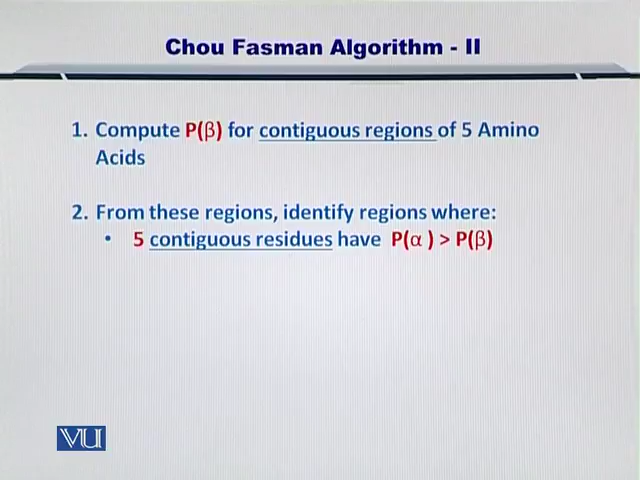 Chou Fasman Algorithm - II
1. Compute P(β) for contiguous regions of 5 Amino
Acids
2. From these regions, identify regions where:
• 5 contiguous residues have P(α ) > P(β)
VU